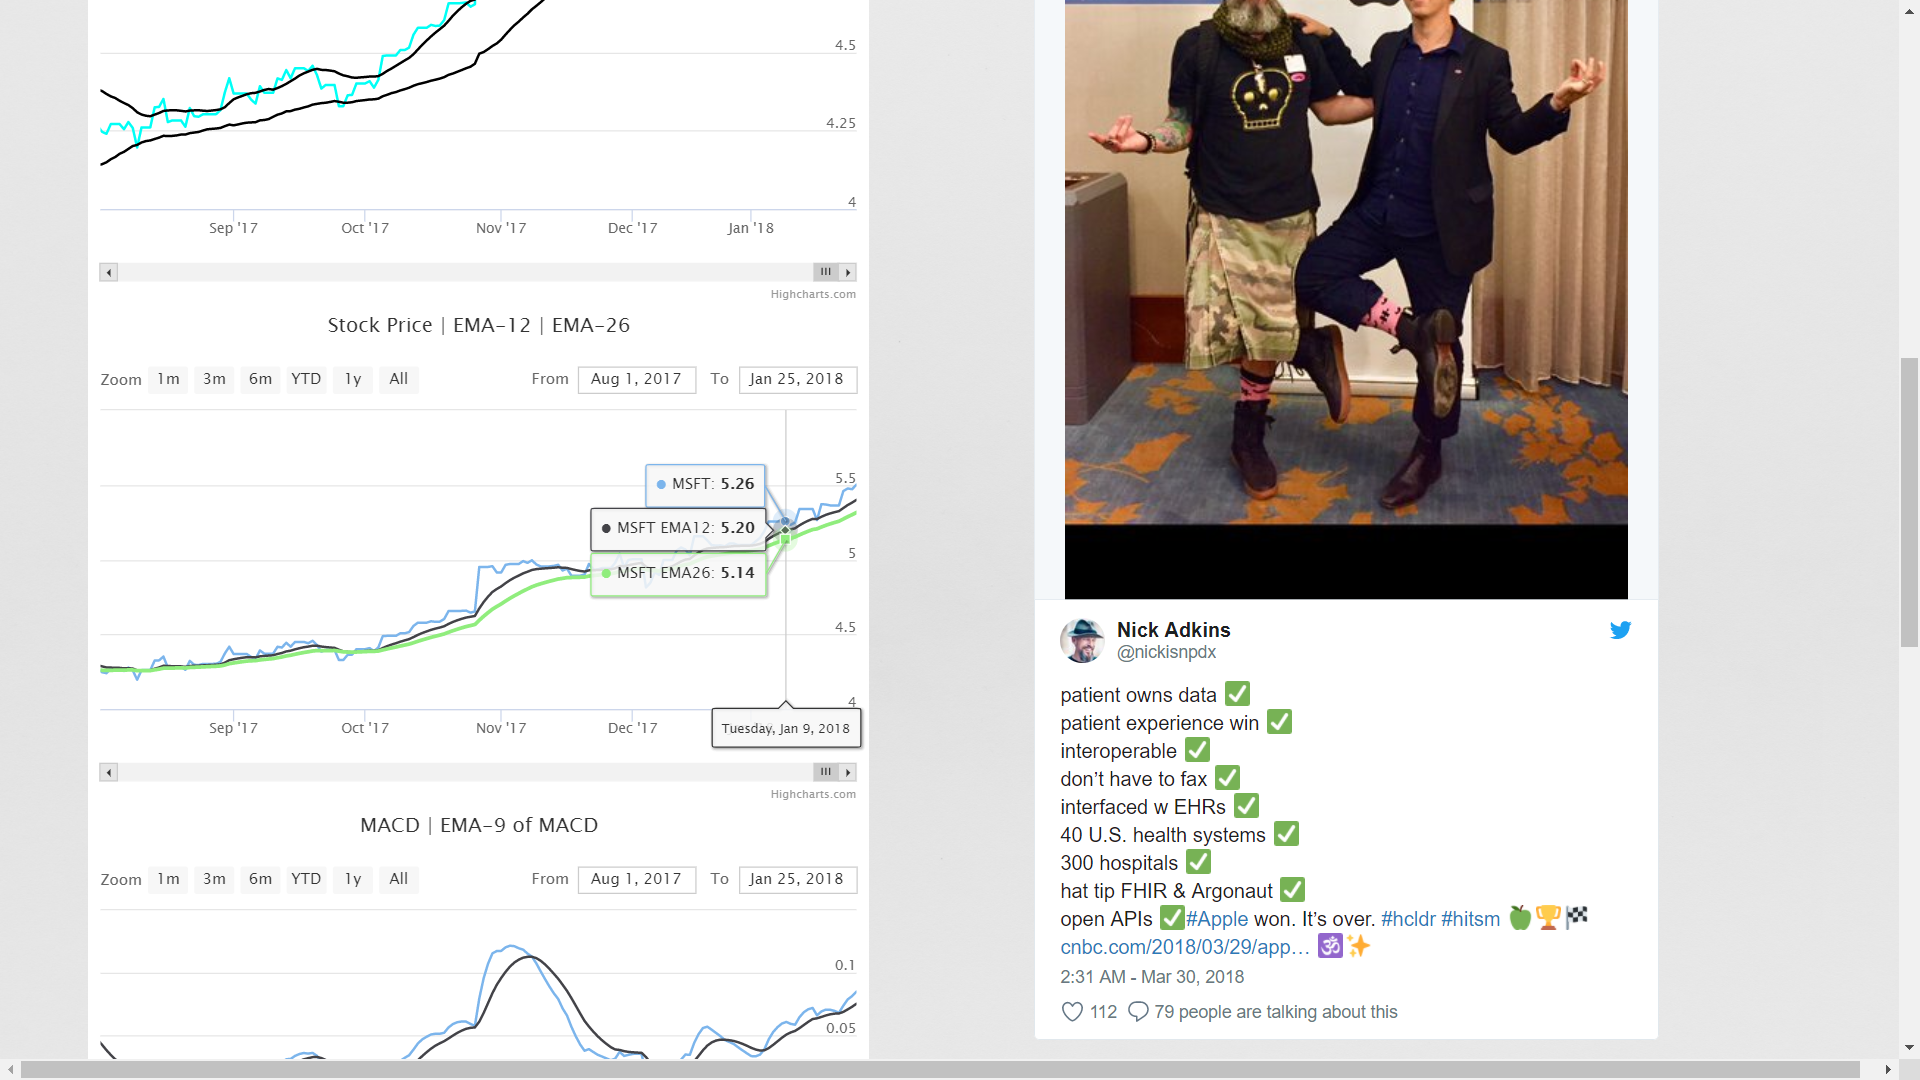 4.5
4.25
4
Sep '17 Oct '17 Nov '17 Dec '17 Jan '18
Highcharts.com
Stock Price | EMA-12 | EMA-26
Zoom 1m 3m 6m YTD 1y All From Aug 1, 2017 To Jan 25, 2018
5.5
MSFT: 5.26
MSFT EMA12: 5.20
5
MSFT EMA26: 5.14
4.5
4
Sep '17 Oct '17 Nov '17 Dec '17
Tuesday, Jan 9, 2018
Highcharts.com
MACD | EMA-9 of MACD
Zoom 1m 3m 6m YTD 1y All From Aug 1, 2017 To Jan 25, 2018
0.1
0.05
Nick Adkins
@nickisnpdx
patient owns data ✅
patient experience win ✅
interoperable ✅
don’t have to fax ✅
interfaced w EHRs ✅
40 U.S. health systems ✅
300 hospitals ✅
hat tip FHIR & Argonaut ✅
open APIs ✅#Apple won. It’s over. #hcldr #hitsm 🍏🏆🏁
cnbc.com/2018/03/29/app… 🕉✨
2:31 AM - Mar 30, 2018
112 79 people are talking about this